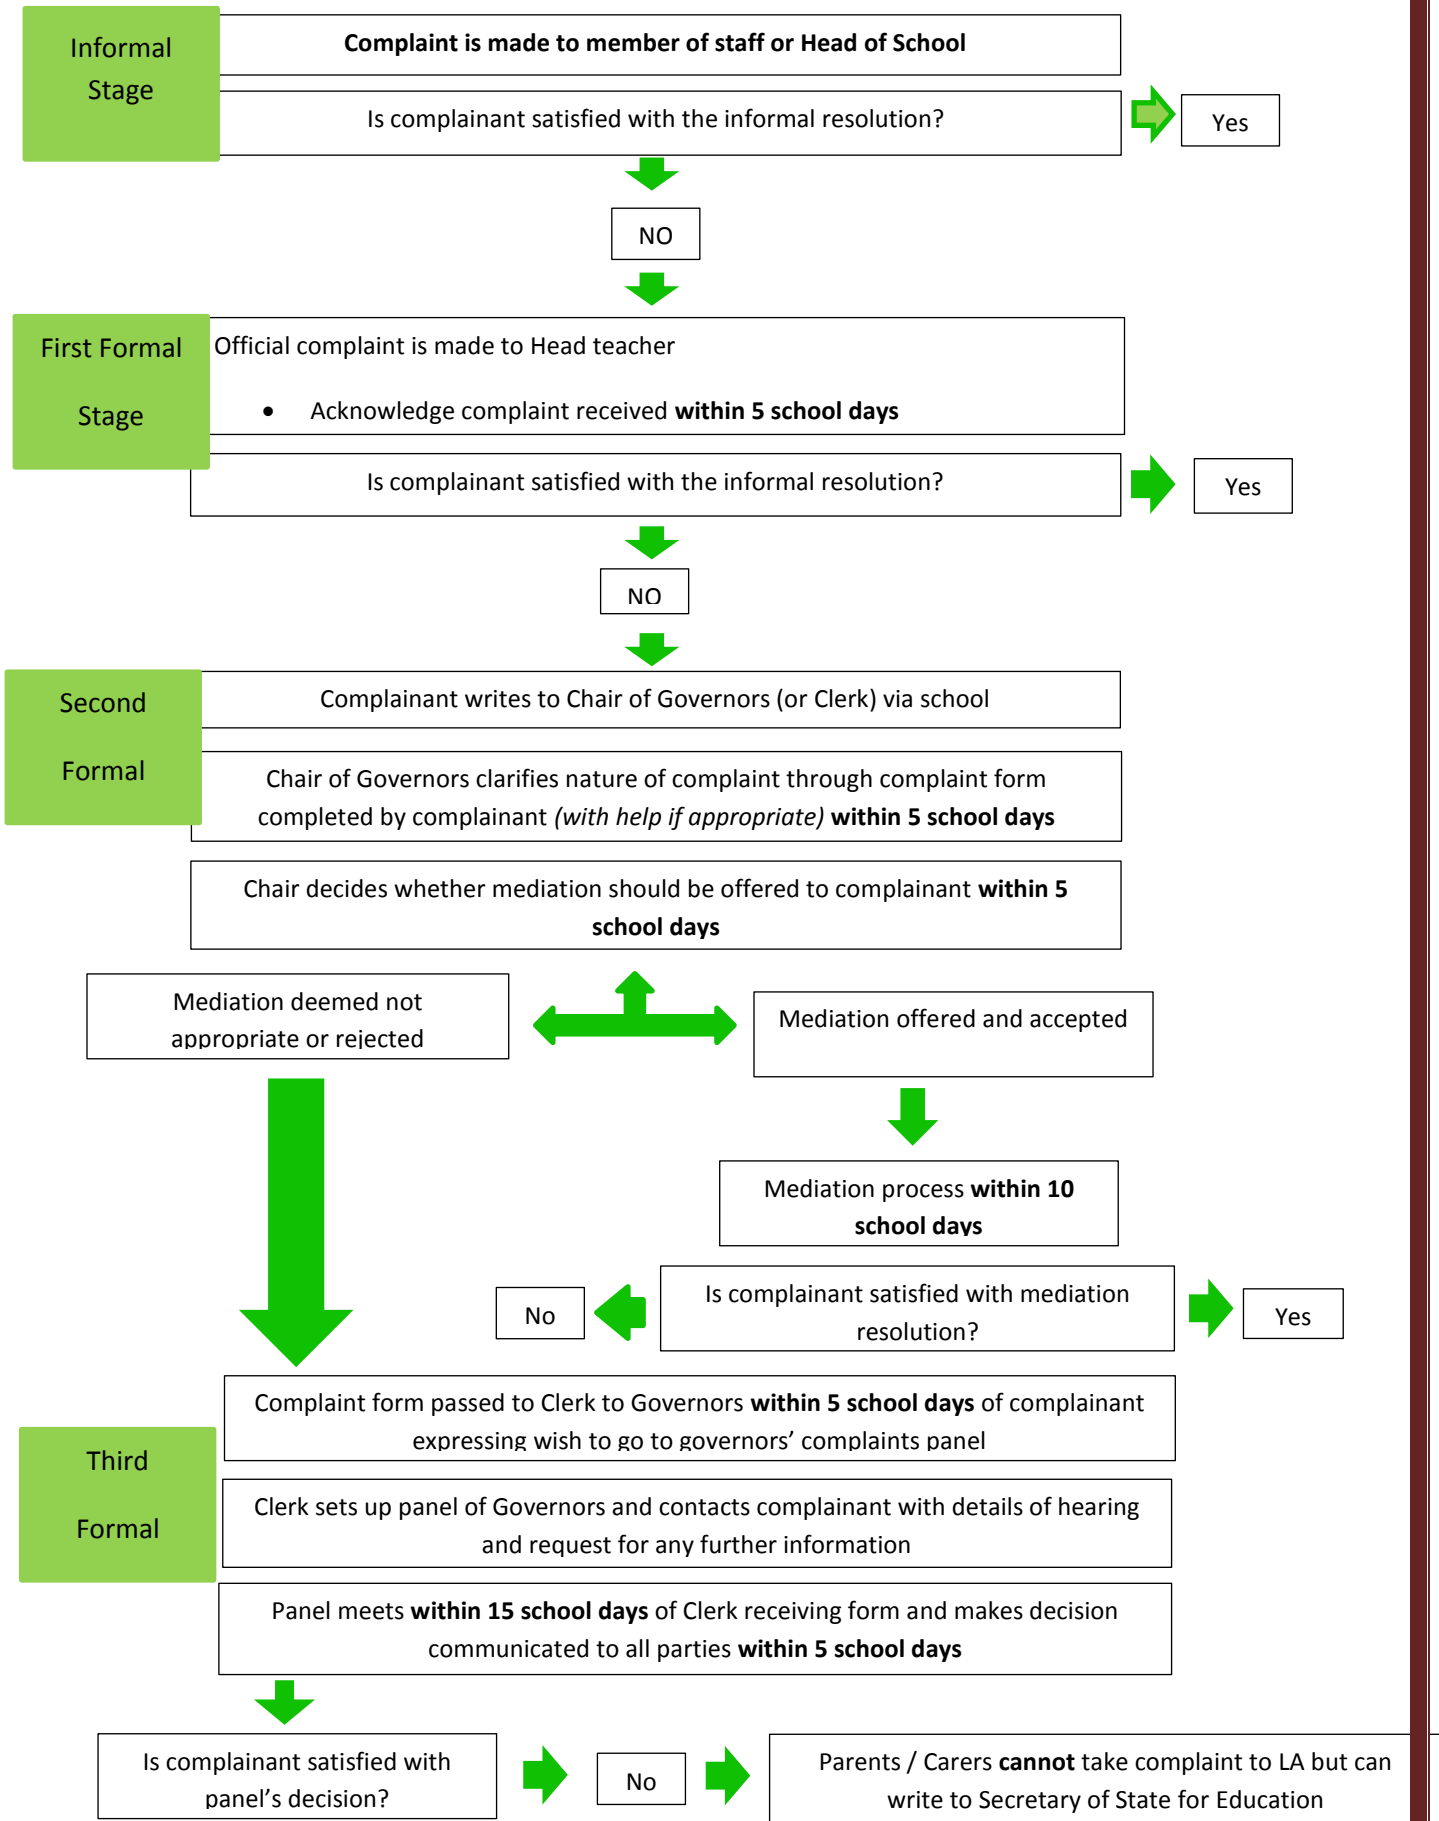 Informal
Stage
Complaint is made to member of staff or Head of School
Is complainant satisfied with the informal resolution?
Yes
NO
First Formal
Stage
Official complaint is made to Head teacher
• Acknowledge complaint received within 5 school days
Is complainant satisfied with the informal resolution?
Yes
NO
Second
Formal
Complainant writes to Chair of Governors (or Clerk) via school
Chair of Governors clarifies nature of complaint through complaint form
completed by complainant (with help if appropriate) within 5 school days
Chair decides whether mediation should be offered to complainant within 5
school days
Mediation deemed not
appropriate or rejected
Mediation offered and accepted
Mediation process within 10
school days
Is complainant satisfied with mediation
resolution?
No
Yes
Complaint form passed to Clerk to Governors within 5 school days of complainant
expressing wish to go to governors’ complaints panel
Third
Formal
Clerk sets up panel of Governors and contacts complainant with details of hearing
and request for any further information
Panel meets within 15 school days of Clerk receiving form and makes decision
communicated to all parties within 5 school days
Is complainant satisfied with
panel’s decision?
No
Parents / Carers cannot take complaint to LA but can
write to Secretary of State for Education